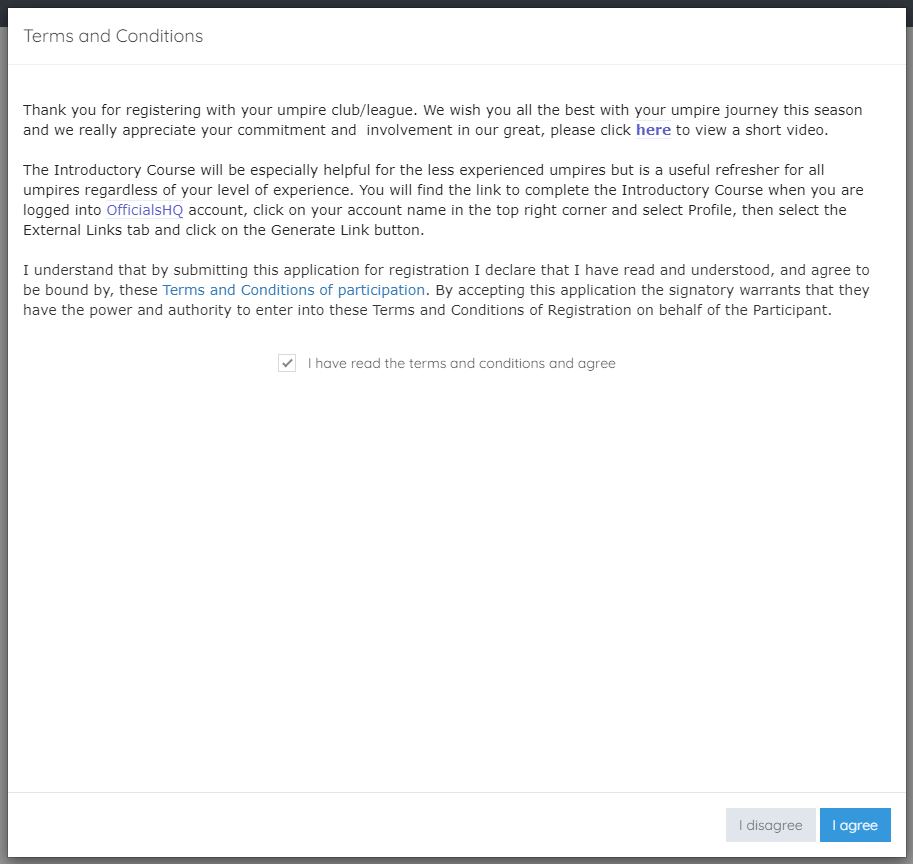 Terms and Conditions
Thank you for registering with your umpire club/league. We wish you all the best with your umpire journey this season
and we really appreciate your commitment and  involvement in our great, please click here to view a short video.
The Introductory Course will be especially helpful for the less experienced umpires but is a useful refresher for all
umpires regardless of your level of experience. You will find the link to complete the Introductory Course when you are
logged into OfficialsHQ account, click on your account name in the top right corner and select Profile, then select the
External Links tab and click on the Generate Link button.
I understand that by submitting this application for registration I declare that I have read and understood, and agree to
be bound by, these Terms and Conditions of participation. By accepting this application the signatory warrants that they
have the power and authority to enter into these Terms and Conditions of Registration on behalf of the Participant.
I have read the terms and conditions and agree
I disagree
I agree